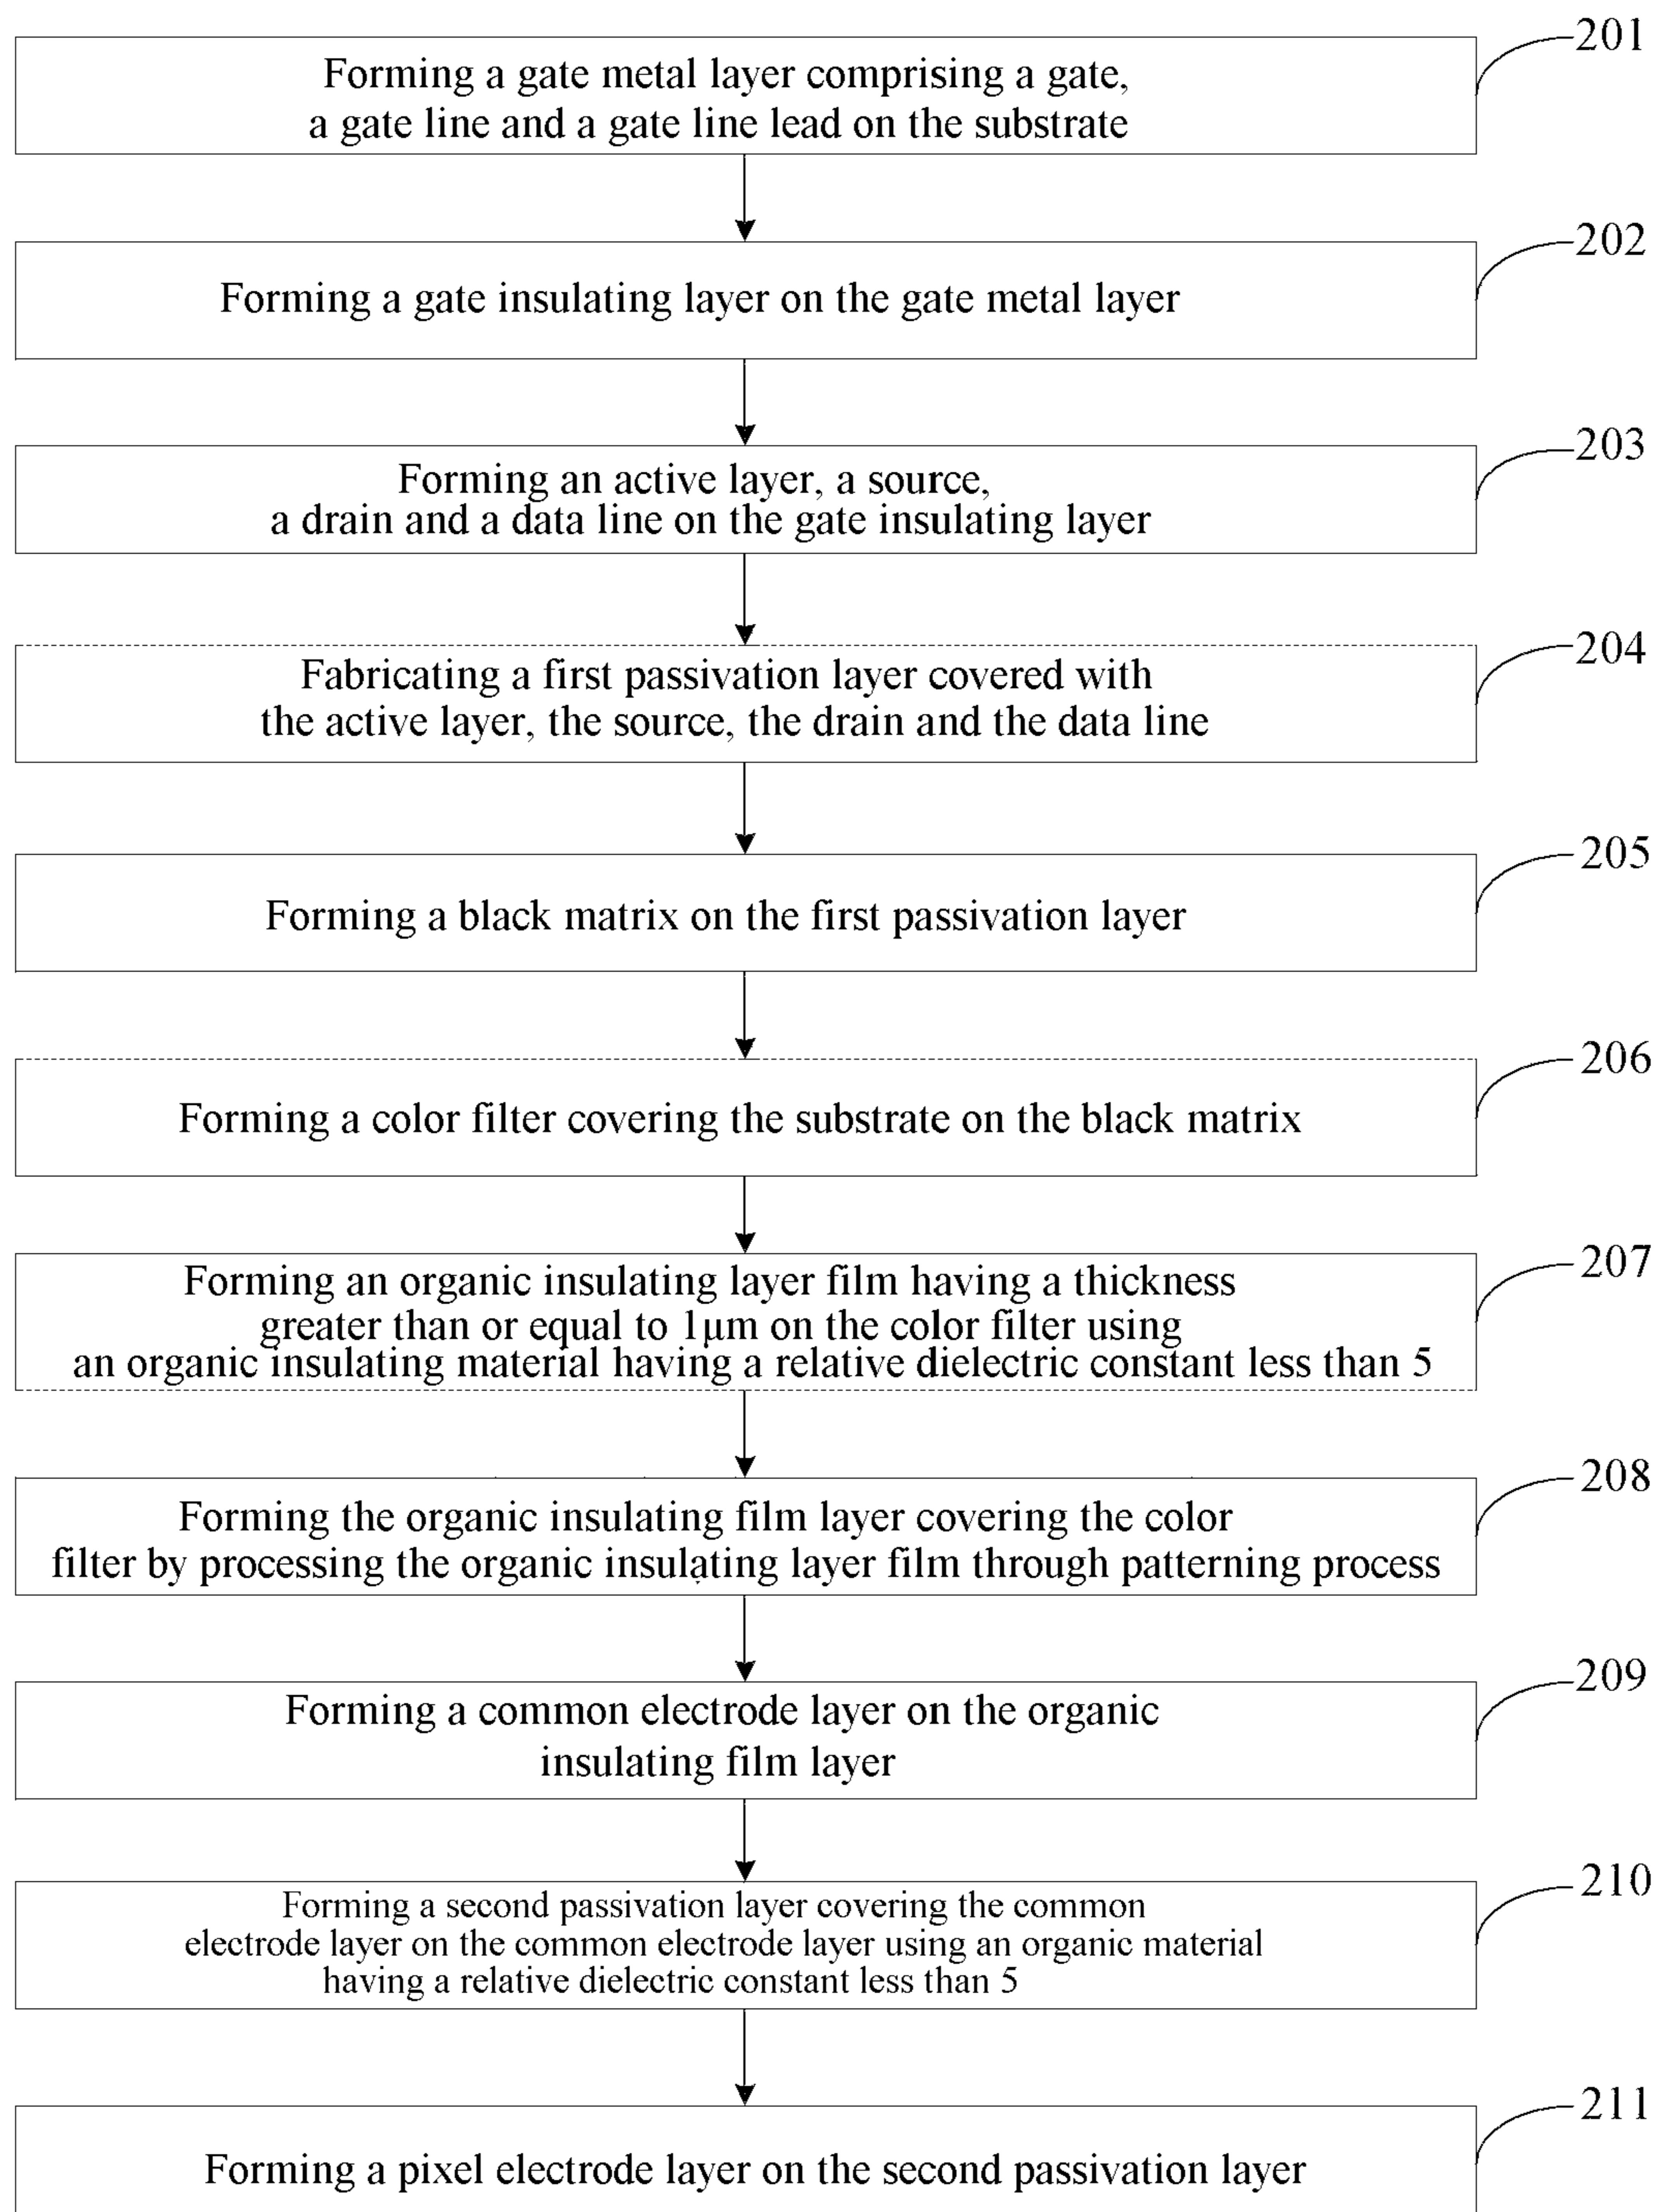 201
Forming a gate metal layer comprising a gate,
a gate line and a gate line lead on the substrate
202
Forming a gate insulating layer on the gate metal layer
203
Forming an active layer, a source,
a drain and a data line on the gate insulating layer
204
Fabricating a first passivation layer covered with
the active layer, the source, the drain and the data line
205
Forming a black matrix on the first passivation layer
206
Forming a color filter covering the substrate on the black matrix
207
Forming an organic insulating layer film having a thickness
greater than or equal to 1μm on the color filter using
an organic insulating material having a relative dielectric constant less than 5
208
Forming the organic insulating film layer covering the color
filter by processing the organic insulating layer film through patterning process
209
Forming a common electrode layer on the organic
insulating film layer
210
Forming a second passivation layer covering the common
electrode layer on the common electrode layer using an organic material
having a relative dielectric constant less than 5
211
Forming a pixel electrode layer on the second passivation layer